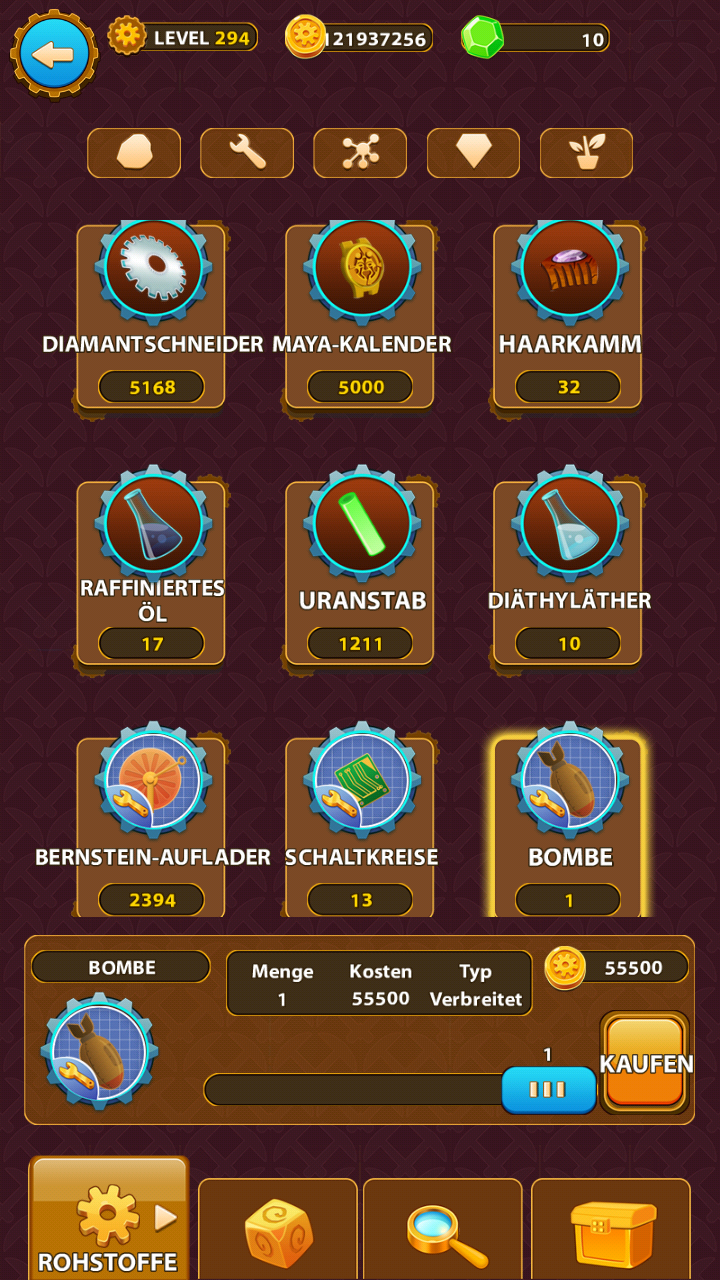 LEVEL 294
121937256
10
DIAMANTSCHNEIDER
MAYA-KALENDER
HAARKAMM
5168
5000
32
RAFFINIERTES
ÖL
URANSTAB
DIÄTHYLÄTHER
17
1211
10
BERNSTEIN-AUFLADER
SCHALTKREISE
BOMBE
2394
13
1
BOMBE
Menge Kosten Typ
1 55500 Verbreitet
55500
1
KAUFEN
ROHSTOFFE